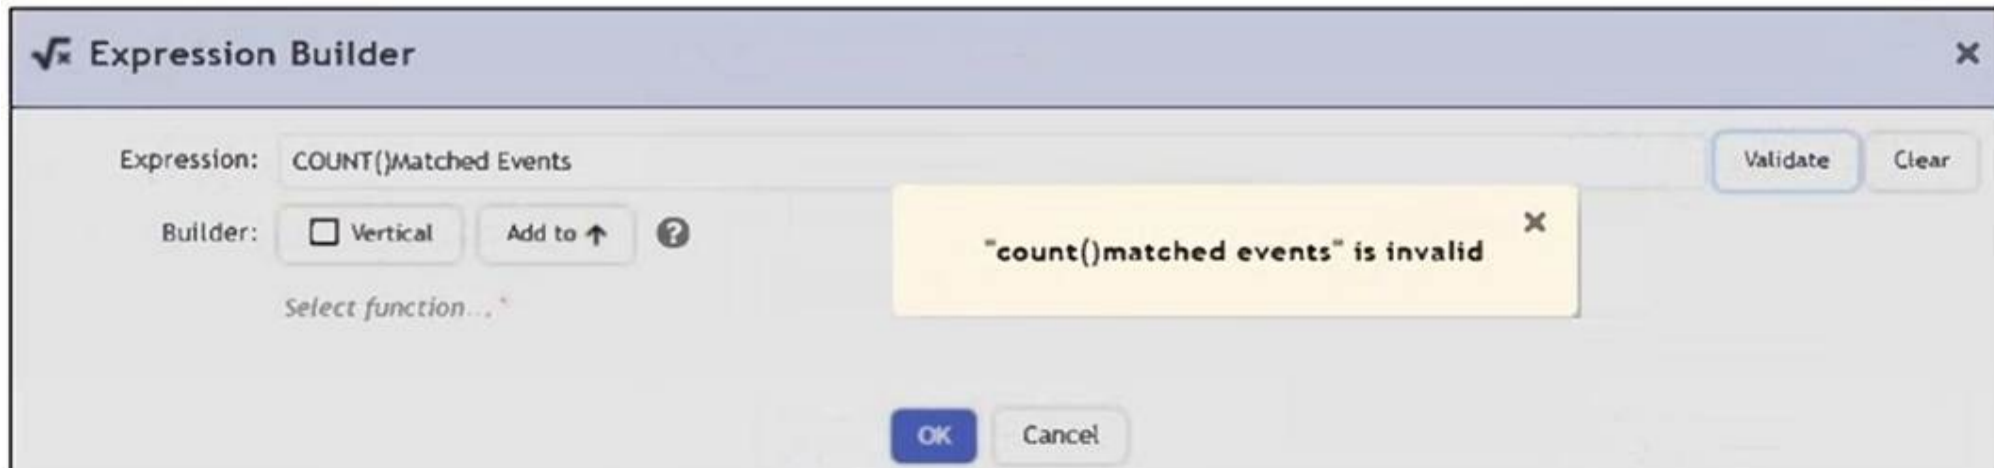 Expression Builder
Expression: COUNT()Matched Events Validate Clear
Builder: Vertical Add to ↑ ?
"count()matched events" is invalid
Select function...*
OK Cancel